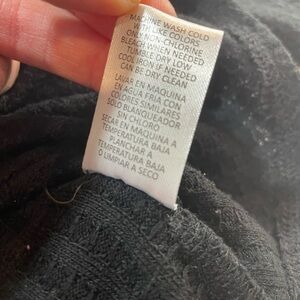 MACHINE WASH COLD
W/ LIKE COLORS
ONLY NON-CHLORINE
BLEACH WHEN NEEDED
TUMBLE DRY LOW
COOL IRON IF NEEDED
CAN BE DRY CLEAN
LAVAR EN MAQUINA
EN AGUA FRIA CON
COLORES SIMILARES
SOLO BLANQUEADOR
SIN CHLORO
SECAR EN MAQUINA A
TEMPERATURA BAJA
PLANCHAR A
TEMPERATURA BAJA
O LIMPIAR A SECO